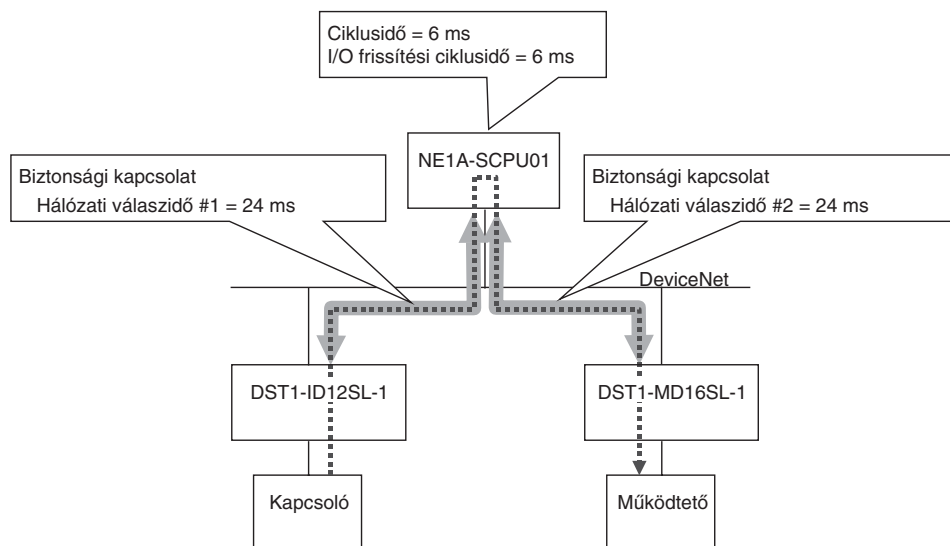 Ciklusidő = 6 ms
I/O frissítési ciklusidő = 6 ms
NE1A-SCPU01
Biztonsági kapcsolat
Hálózati válaszidő #1 = 24 ms
Biztonsági kapcsolat
Hálózati válaszidő #2 = 24 ms
DeviceNet
DST1-ID12SL-1
DST1-MD16SL-1
Kapcsoló
Működtető